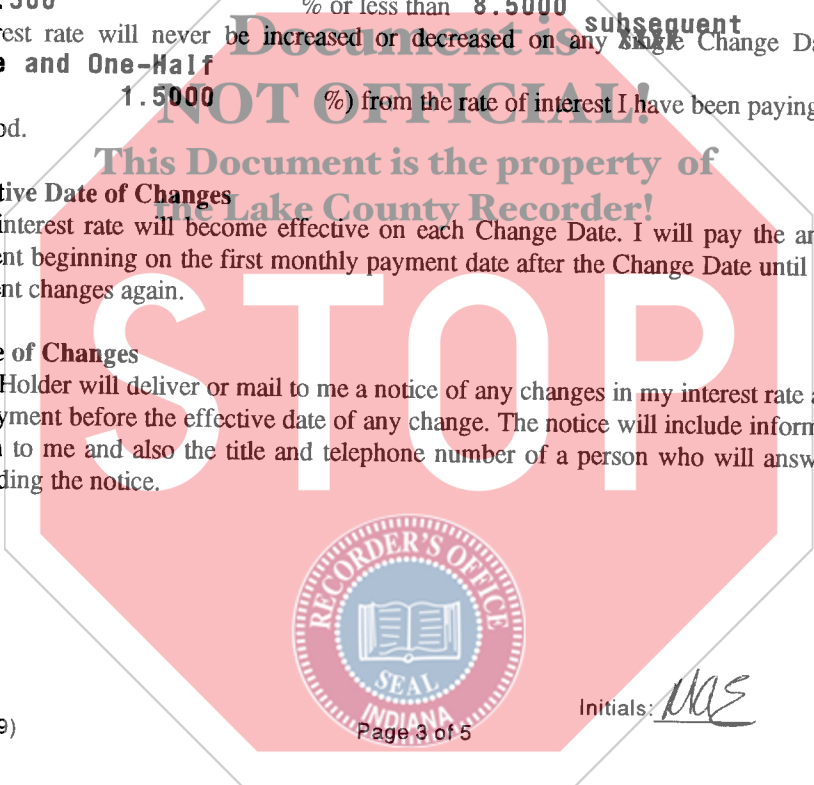 % or less than 8.5000
subsequent
rest rate will never be increased or decreased on any single Change
and One-Half
1.5000 %) from the rate of interest I have been paying
od.
Document is
NOT OFFICIAL!
This Document is the property of
the Lake County Recorder!
tive Date of Changes
interest rate will become effective on each Change Date. I will pay the
nt beginning on the first monthly payment date after the Change Date until
nt changes again.
e of Changes
Holder will deliver or mail to me a notice of any changes in my interest rate
yment before the effective date of any change. The notice will include inform
to me and also the title and telephone number of a person who will answ
ding the notice.
STOP
RECORDER'S OFFICE
SEAL
INDIANA
Initials: MAS
9)
Page 3 of 5